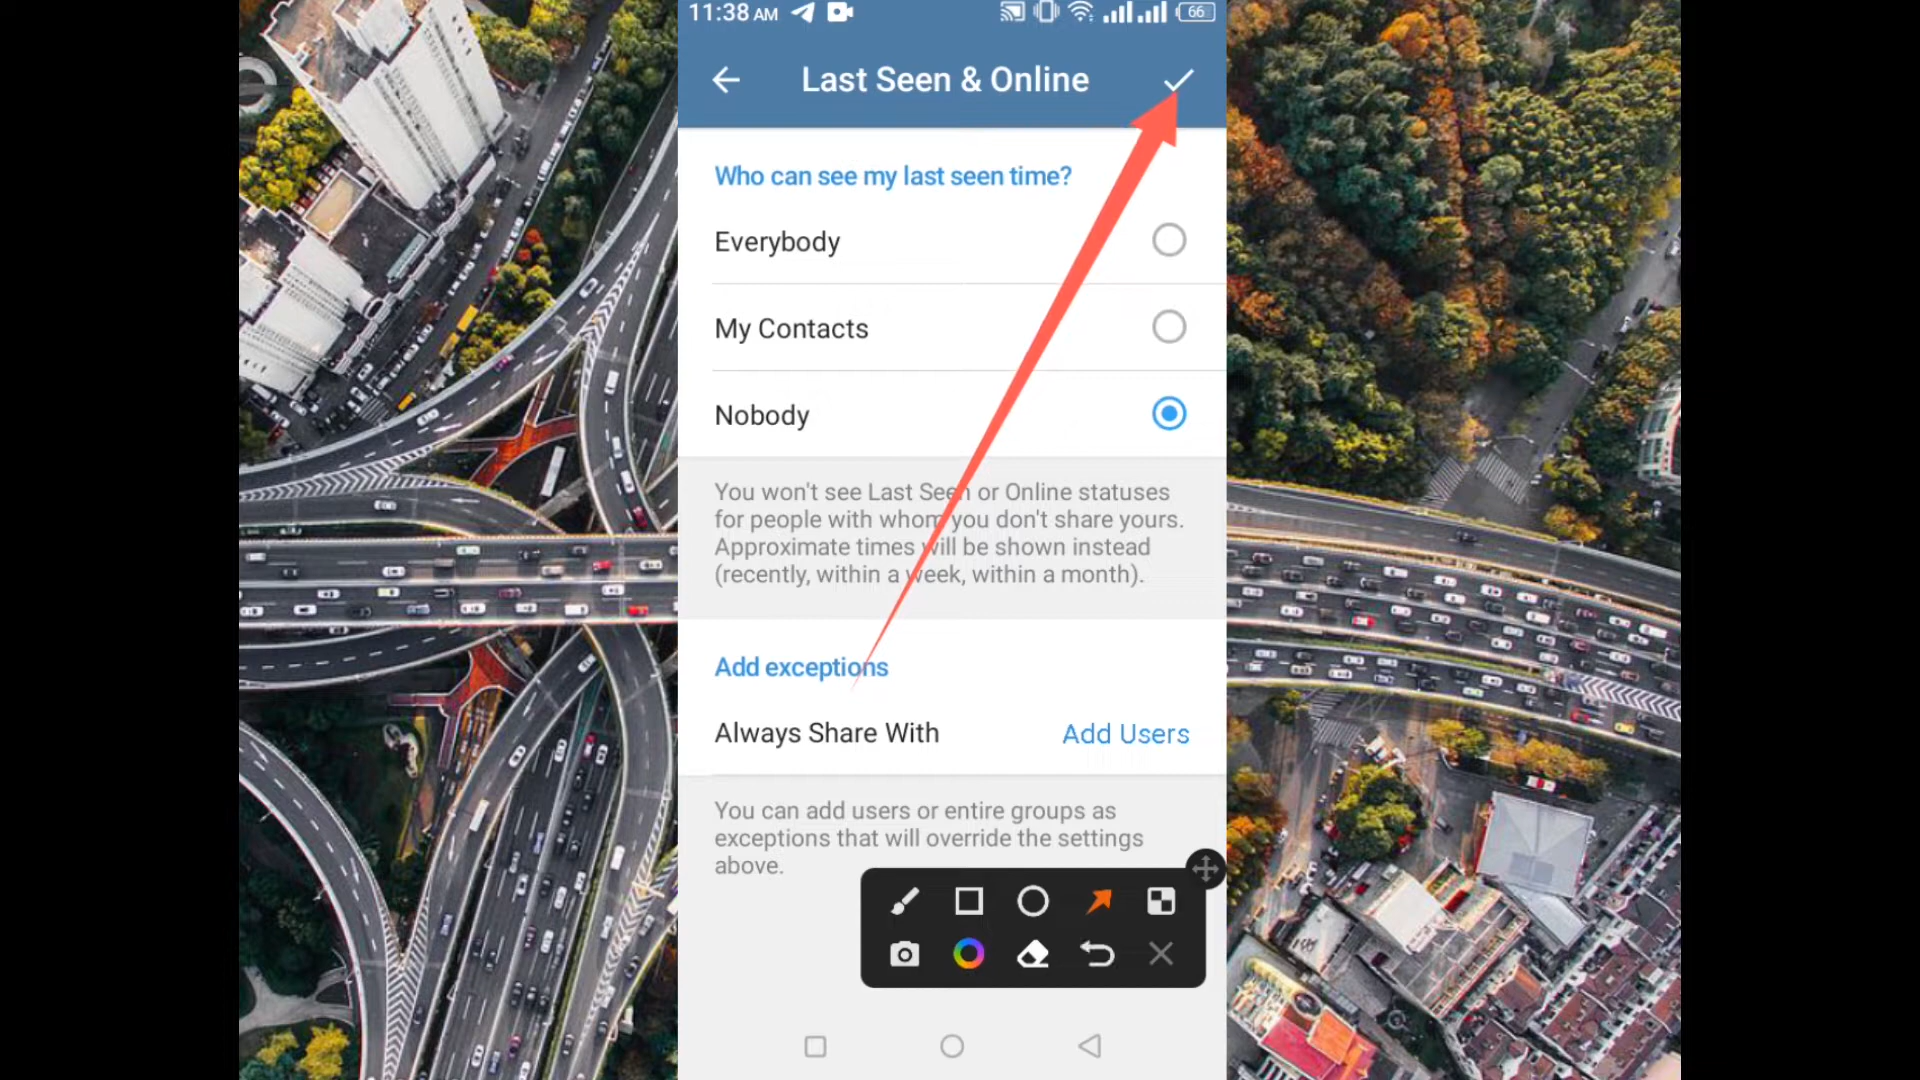 11:38 AM
66
Last Seen & Online
Who can see my last seen time?
Everybody
My Contacts
Nobody
You won't see Last Seen or Online statuses
for people with whom you don't share yours.
Approximate times will be shown instead
(recently, within a week, within a month).
Add exceptions
Always Share With
Add Users
You can add users or entire groups as
exceptions that will override the settings
above.